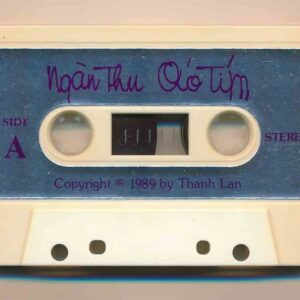 Ngàn Thu Áo Tím
SIDE
A
STEREO
Copyright © 1989 by Thanh Lan